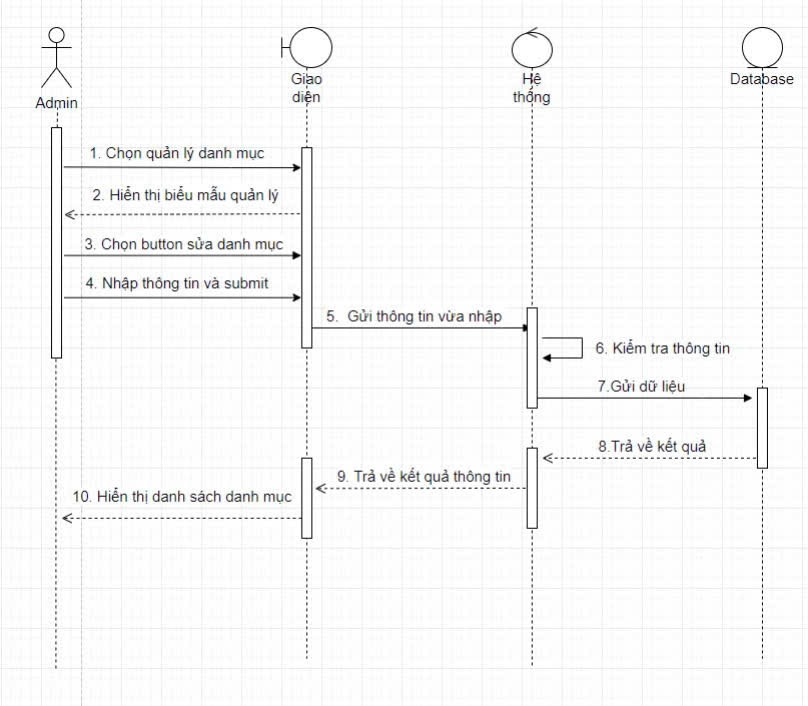 Admin
Giao
diện
Hệ
thống
Database
1. Chọn quản lý danh mục
2. Hiển thị biểu mẫu quản lý
3. Chọn button sửa danh mục
4. Nhập thông tin và submit
5.  Gửi thông tin vừa nhập
6. Kiểm tra thông tin
7.Gửi dữ liệu
8.Trả về kết quả
9. Trả về kết quả thông tin
10. Hiển thị danh sách danh mục